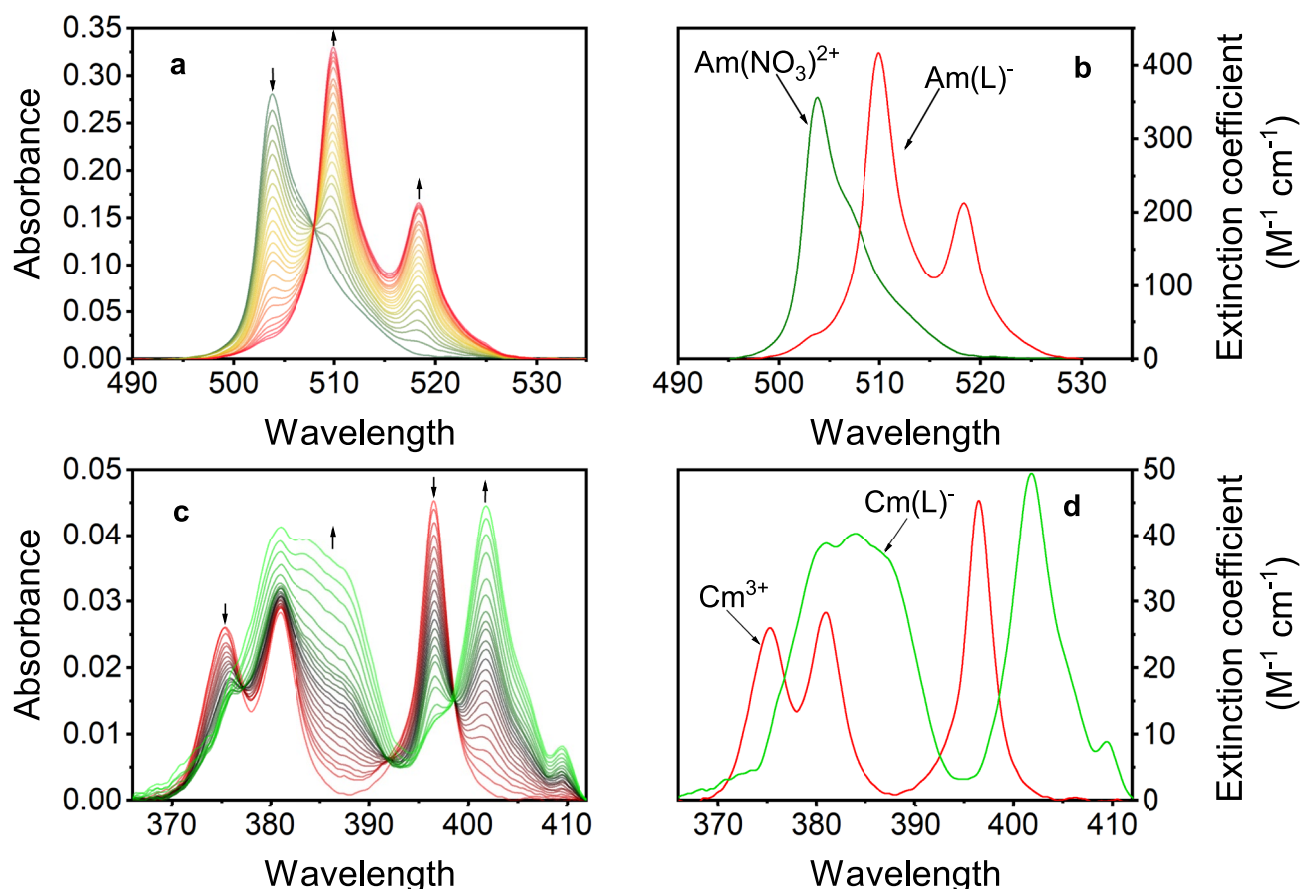 a
Absorbance
0.35
0.30
0.25
0.20
0.15
0.10
0.05
0.00
490 500 510 520 530
Wavelength
b
Am(NO₃)²⁺
Am(L)⁻
400
300
200
100
0
Extinction coefficient
(M⁻¹ cm⁻¹)
490 500 510 520 530
Wavelength
c
Absorbance
0.05
0.04
0.03
0.02
0.01
0.00
370 380 390 400 410
Wavelength
d
Cm(L)⁻
Cm³⁺
50
40
30
20
10
0
Extinction coefficient
(M⁻¹ cm⁻¹)
370 380 390 400 410
Wavelength